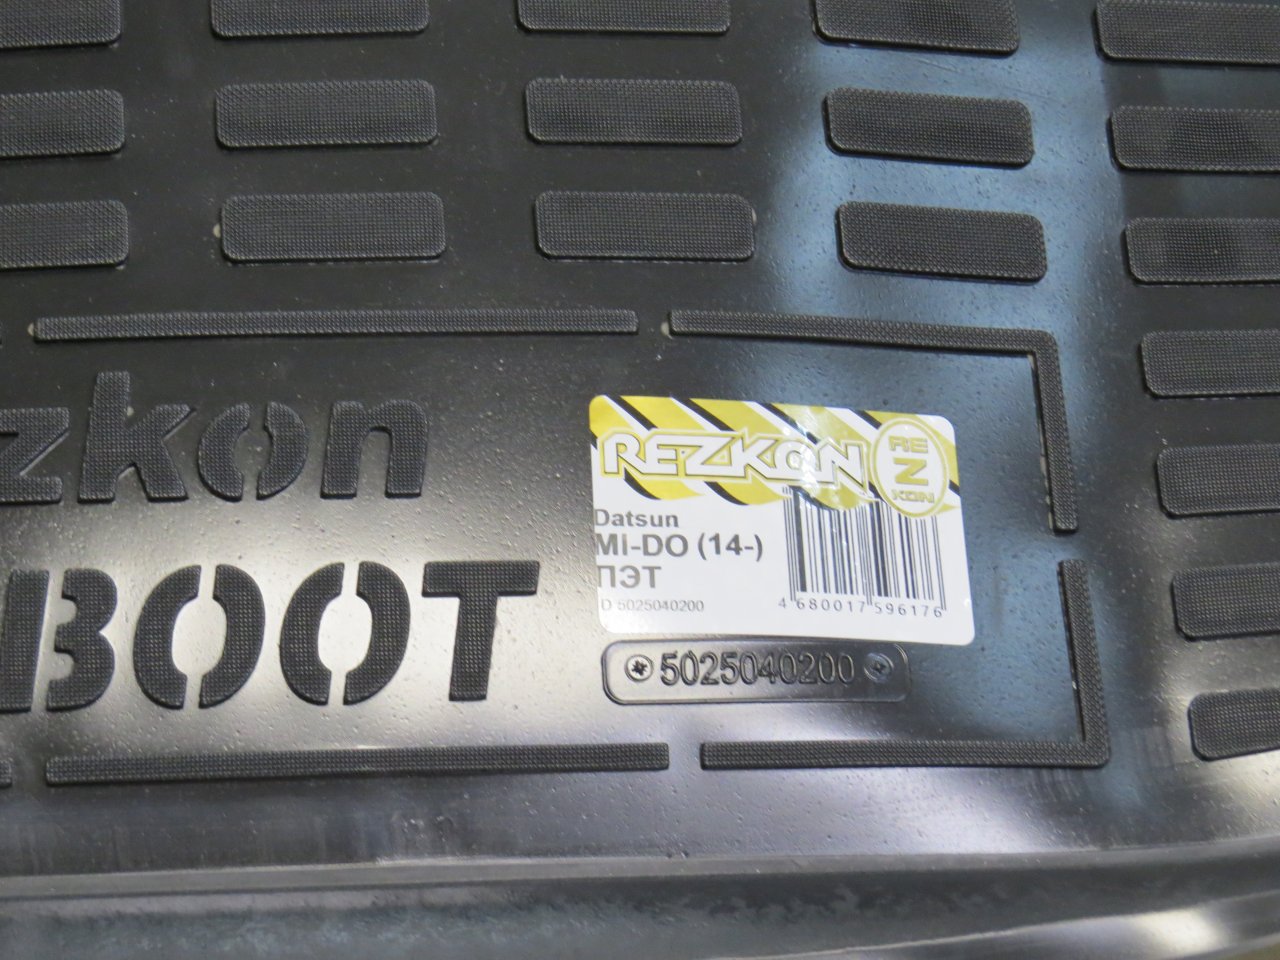 zkon
BOOT
REZKON
RE
Z
KON
Datsun
MI-DO (14-)
ПЭТ
D 5025040200
4 680017 596176
5025040200